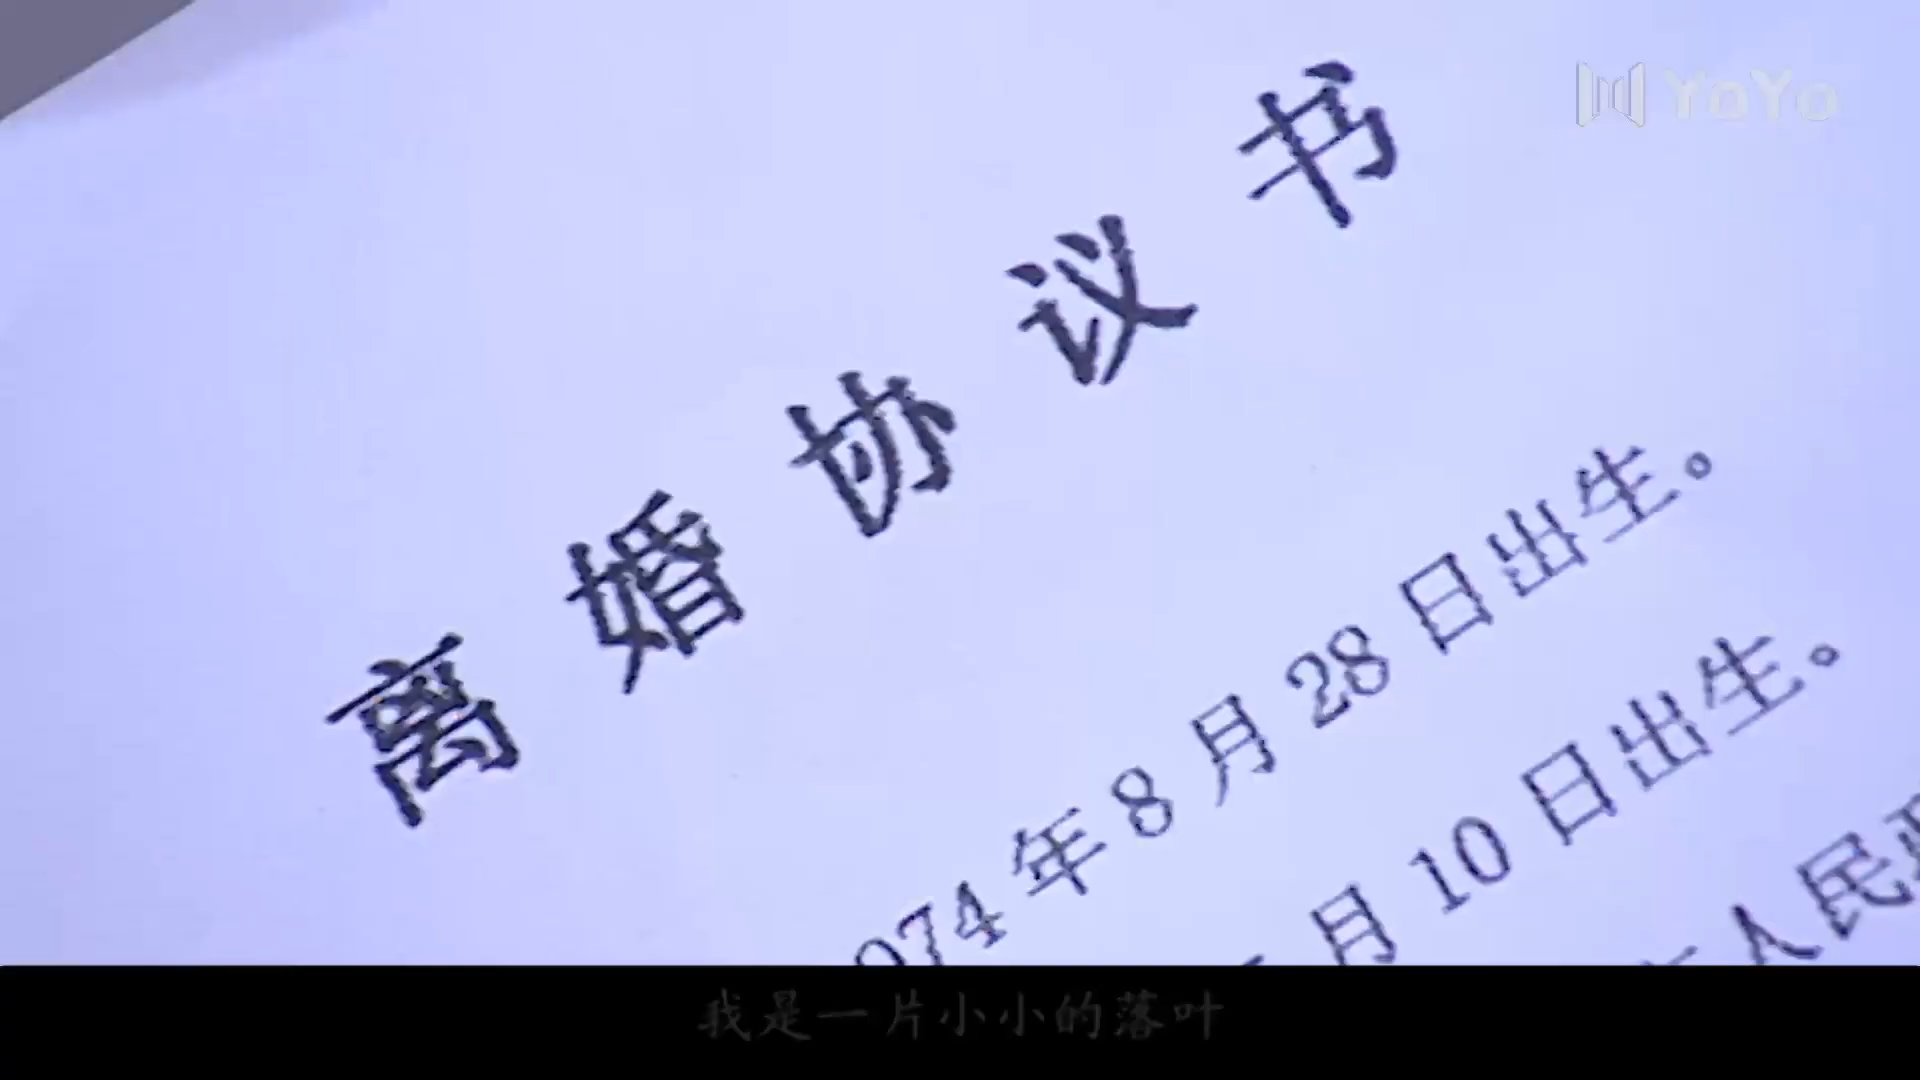 YoYo
离婚协议书
974年8月28日出生。
月10日出生。
人民
我是一片小小的落叶